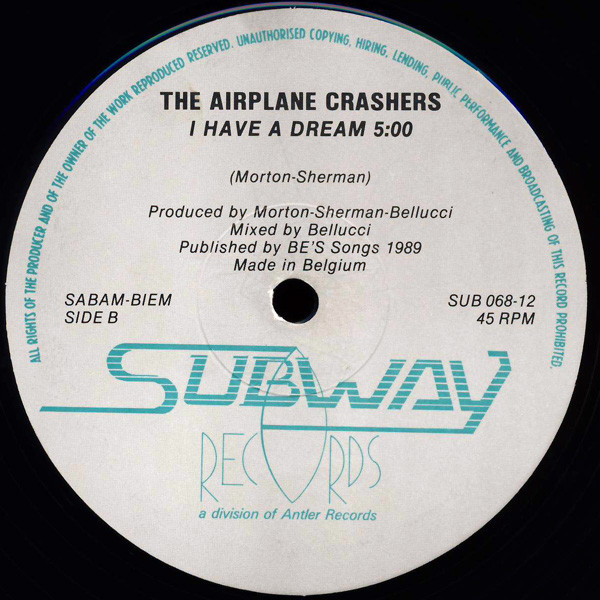 ALL RIGHTS OF THE PRODUCER AND OF THE OWNER OF THE WORK REPRODUCED RESERVED. UNAUTHORISED COPYING, HIRING, LENDING, PUBLIC PERFORMANCE AND BROADCASTING OF THIS RECORD PROHIBITED.
THE AIRPLANE CRASHERS
I HAVE A DREAM 5:00
(Morton-Sherman)
Produced by Morton-Sherman-Bellucci
Mixed by Bellucci
Published by BE'S Songs 1989
Made in Belgium
SABAM-BIEM
SIDE B
SUB 068-12
45 RPM
SUBWAY
RECORDS
a division of Antler Records